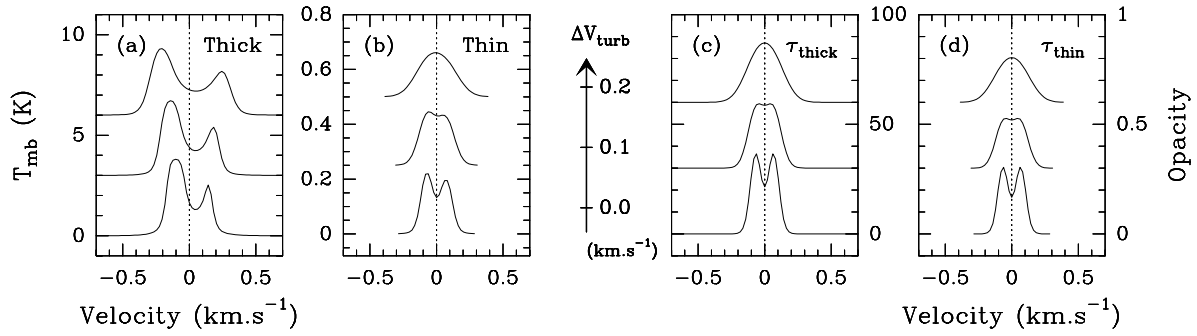 (a) Thick
10
5
0
T_mb (K)
−0.5 0 0.5
Velocity (km.s⁻¹)
(b) Thin
0.8
0.6
0.4
0.2
0
−0.5 0 0.5
ΔV_turb
0.2
0.1
0.0
(km.s⁻¹)
(c) τ_thick
100
50
0
−0.5 0 0.5
Velocity (km.s⁻¹)
(d) τ_thin
1
0.5
0
−0.5 0 0.5
Opacity